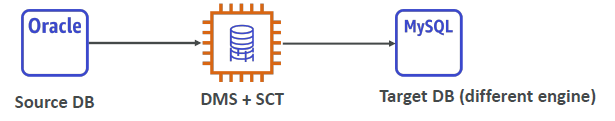 Oracle
MySQL
Source DB
DMS + SCT
Target DB (different engine)